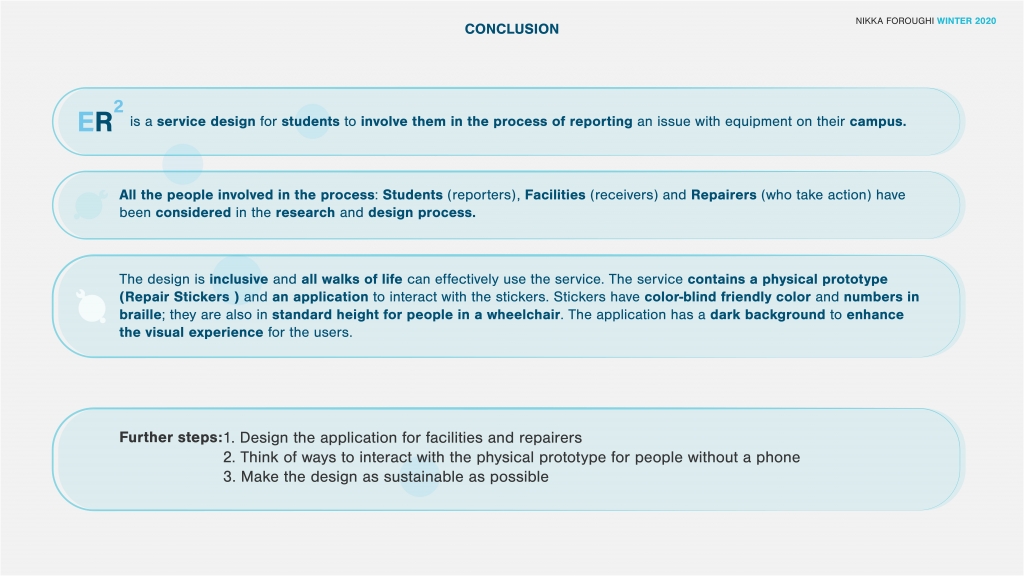 NIKKA FOROUGHI WINTER 2020
CONCLUSION
ER² is a service design for students to involve them in the process of reporting an issue with equipment on their campus.
All the people involved in the process: Students (reporters), Facilities (receivers) and Repairers (who take action) have
been considered in the research and design process.
The design is inclusive and all walks of life can effectively use the service. The service contains a physical prototype
(Repair Stickers ) and an application to interact with the stickers. Stickers have color-blind friendly color and numbers in
braille; they are also in standard height for people in a wheelchair. The application has a dark background to enhance
the visual experience for the users.
Further steps:1. Design the application for facilities and repairers
2. Think of ways to interact with the physical prototype for people without a phone
3. Make the design as sustainable as possible